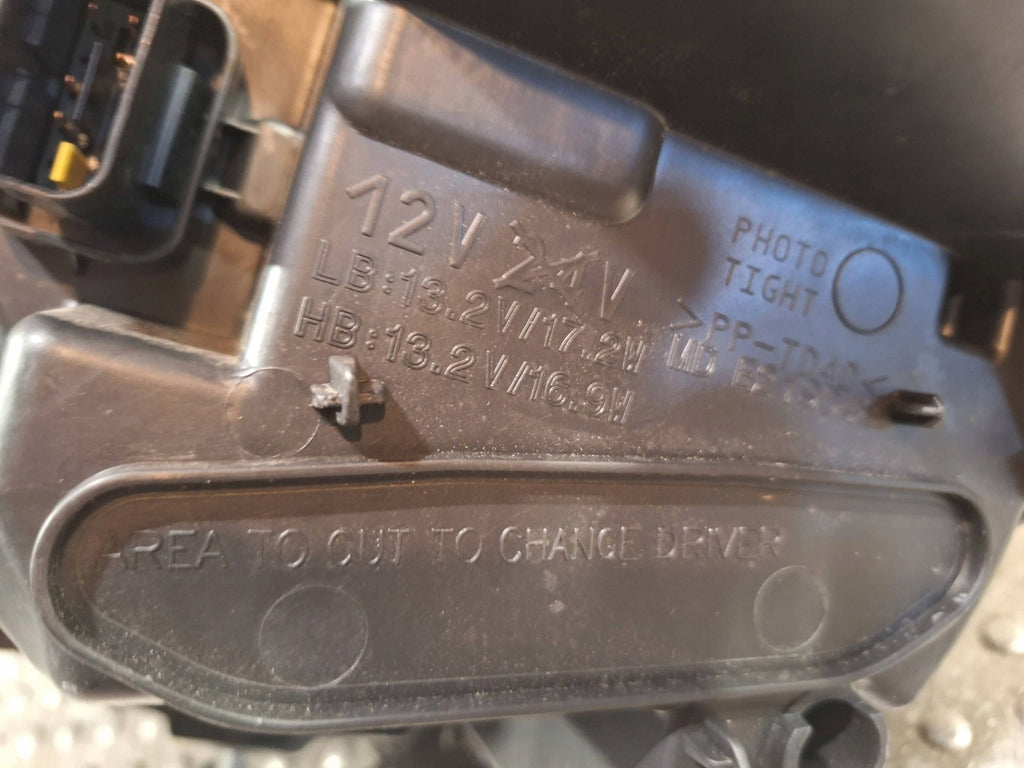 12V 24V
LB:13.2V/17.2W MD
HB:13.2V/16.9W
PHOTO
TIGHT
>PP-TD40<
AREA TO CUT TO CHANGE DRIVER